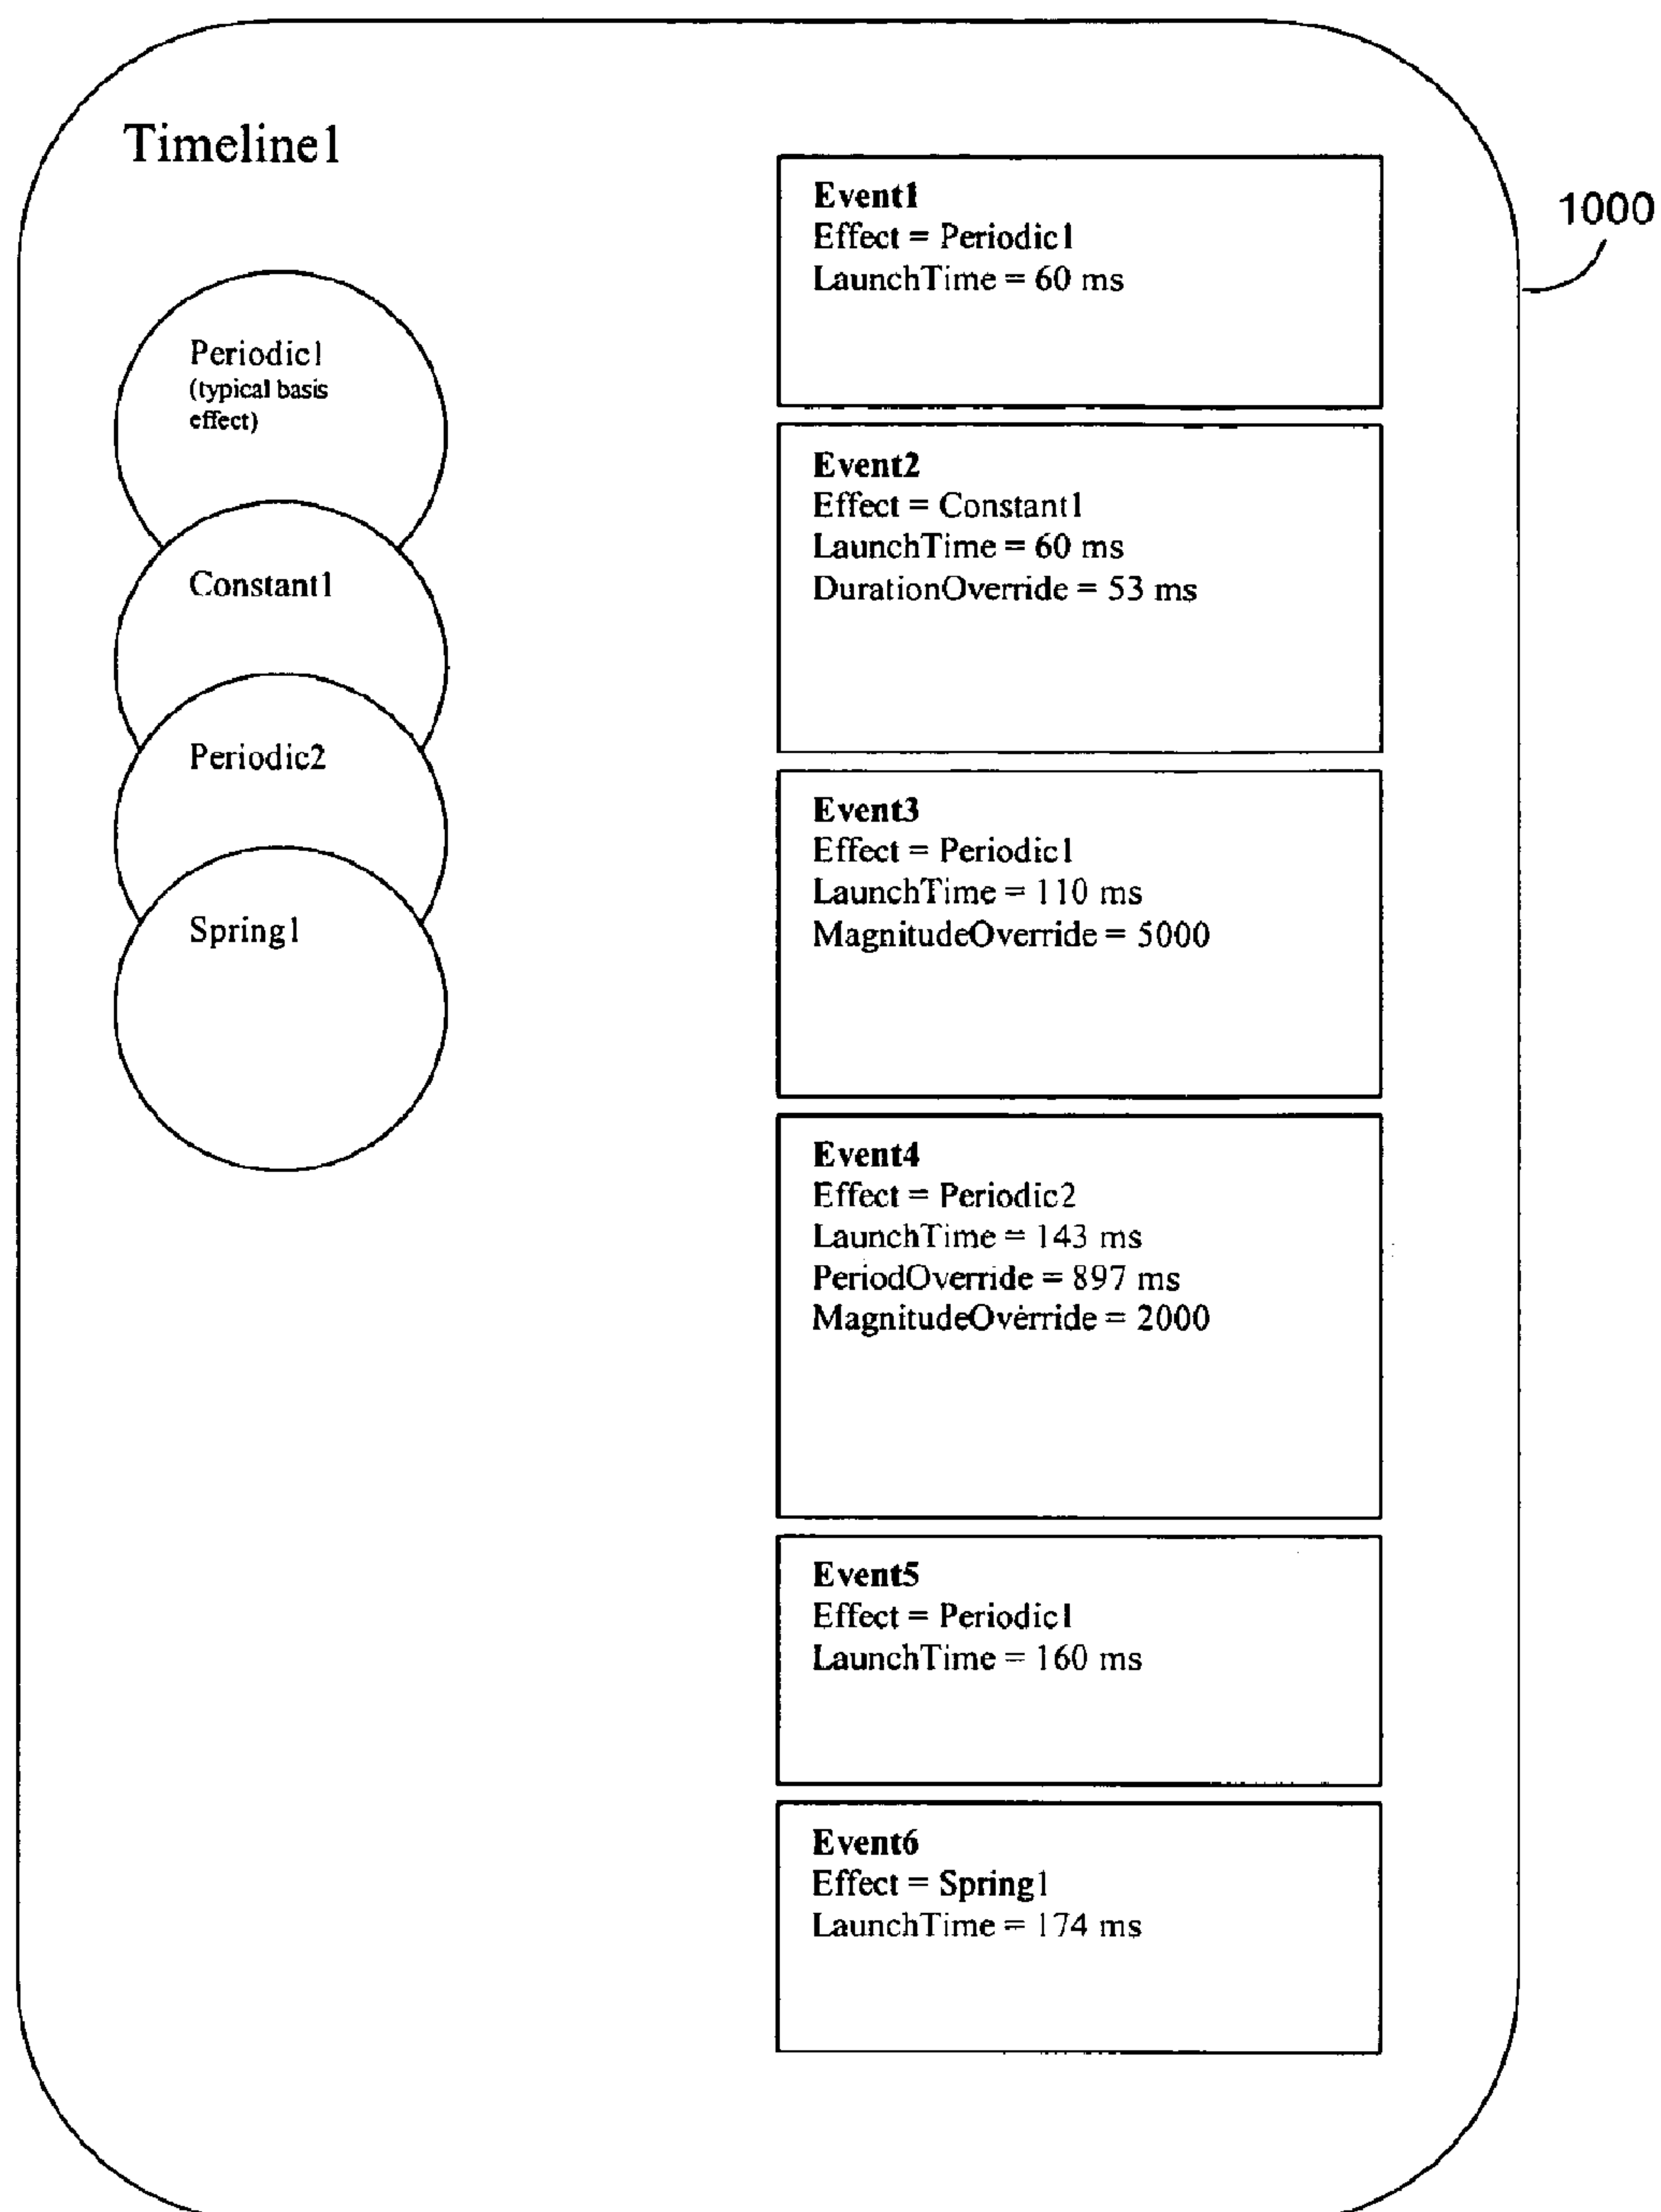 Timeline1
Periodic1
(typical basis
effect)
Constant1
Periodic2
Spring1
Event1
Effect = Periodic1
LaunchTime = 60 ms
Event2
Effect = Constant1
LaunchTime = 60 ms
DurationOverride = 53 ms
Event3
Effect = Periodic1
LaunchTime = 110 ms
MagnitudeOverride = 5000
Event4
Effect = Periodic2
LaunchTime = 143 ms
PeriodOverride = 897 ms
MagnitudeOverride = 2000
Event5
Effect = Periodic1
LaunchTime = 160 ms
Event6
Effect = Spring1
LaunchTime = 174 ms
1000